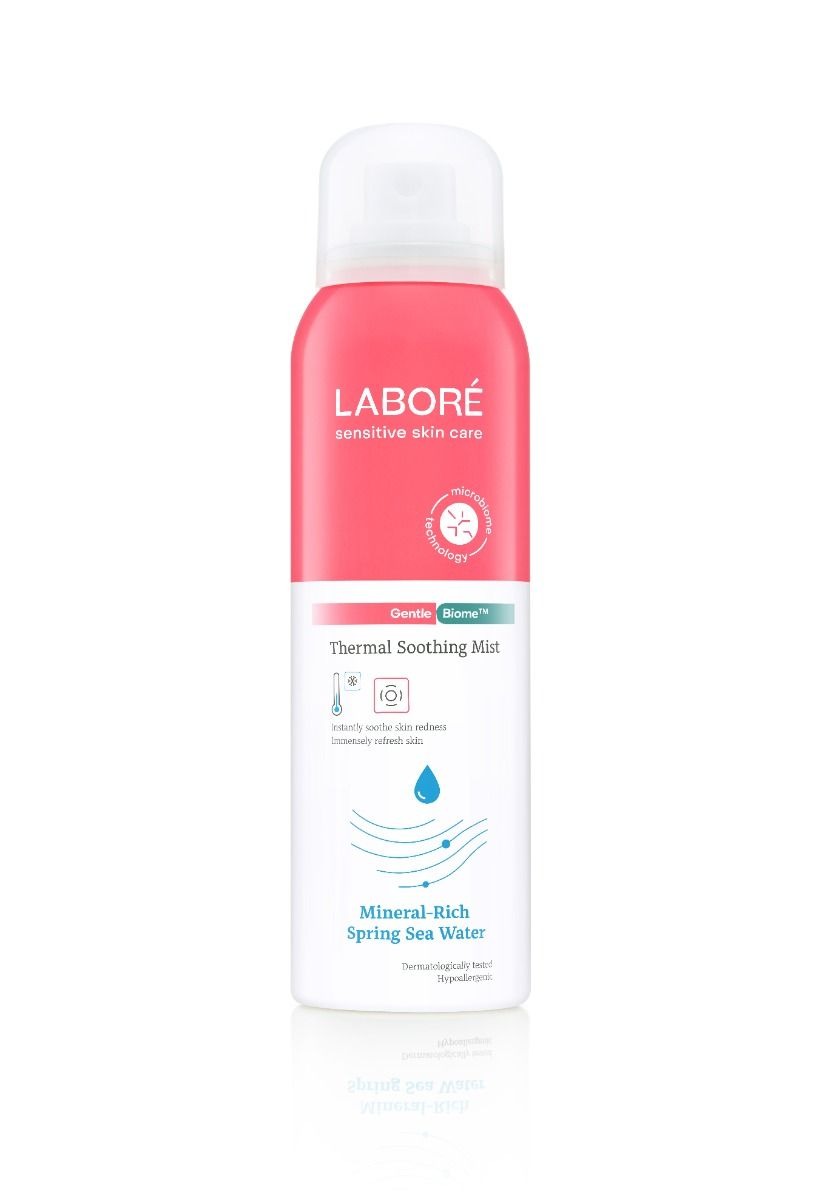 LABORÉ
sensitive skin care
microbiome
technology
Gentle Biome™
Thermal Soothing Mist
Instantly soothe skin redness
Immensely refresh skin
Mineral-Rich
Spring Sea Water
Dermatologically tested
Hypoallergenic